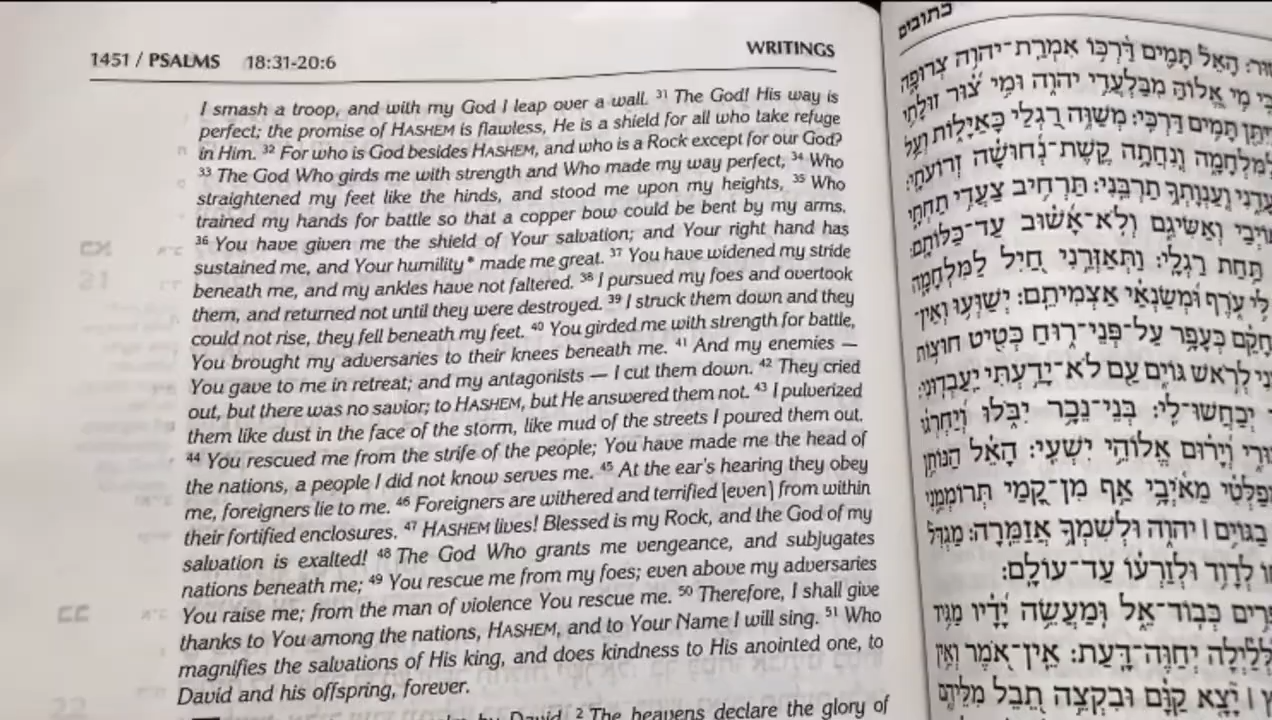 1451 / PSALMS 18:31-20:6
WRITINGS
I smash a troop, and with my God I leap over a wall. 31 The God! His way is
perfect; the promise of HASHEM is flawless, He is a shield for all who take refuge
in Him. 32 For who is God besides HASHEM, and who is a Rock except for our God?
33 The God Who girds me with strength and Who made my way perfect, 34 Who
straightened my feet like the hinds, and stood me upon my heights, 35 Who
trained my hands for battle so that a copper bow could be bent by my arms.
36 You have given me the shield of Your salvation; and Your right hand has
sustained me, and Your humility* made me great. 37 You have widened my stride
beneath me, and my ankles have not faltered. 38 I pursued my foes and overtook
them, and returned not until they were destroyed. 39 I struck them down and they
could not rise, they fell beneath my feet. 40 You girded me with strength for battle,
You brought my adversaries to their knees beneath me. 41 And my enemies —
You gave to me in retreat; and my antagonists — I cut them down. 42 They cried
out, but there was no savior; to HASHEM, but He answered them not. 43 I pulverized
them like dust in the face of the storm, like mud of the streets I poured them out.
44 You rescued me from the strife of the people; You have made me the head of
the nations, a people I did not know serves me. 45 At the ear's hearing they obey
me, foreigners lie to me. 46 Foreigners are withered and terrified [even] from within
their fortified enclosures. 47 HASHEM lives! Blessed is my Rock, and the God of my
salvation is exalted! 48 The God Who grants me vengeance, and subjugates
nations beneath me; 49 You rescue me from my foes; even above my adversaries
You raise me; from the man of violence You rescue me. 50 Therefore, I shall give
thanks to You among the nations, HASHEM, and to Your Name I will sing. 51 Who
magnifies the salvations of His king, and does kindness to His anointed one, to
David and his offspring, forever.
by David. 2 The heavens declare the glory of
כתובים
הָאֵל תָּמִים דַּרְכּוֹ אִמְרַת־יְהוָה צְרוּפָה
מִי אֱלוֹהַּ מִבַּלְעֲדֵי יְהוָה וּמִי צוּר זוּלָתִי
תָּמִים דַּרְכִּי: מְשַׁוֶּה רַגְלַי כָּאַיָּלוֹת וְעַל
לַמִּלְחָמָה וְנִחֲתָה קֶשֶׁת־נְחוּשָׁה זְרוֹעֹתָי:
וְעַנְוַתְךָ תַרְבֵּנִי: תַּרְחִיב צַעֲדִי תַחְתָּי
אוֹיְבַי וְאַשִּׂיגֵם וְלֹא־אָשׁוּב עַד־כַּלּוֹתָם:
תַּחַת רַגְלָי: וַתְּאַזְּרֵנִי חַיִל לַמִּלְחָמָה
לִּי עֹרֶף וּמְשַׂנְאַי אַצְמִיתֵם: יְשַׁוְּעוּ וְאֵין־
כְּעָפָר עַל־פְּנֵי־רוּחַ כְּטִיט חוּצוֹת
לְרֹאשׁ גּוֹיִם עַם לֹא־יָדַעְתִּי יַעַבְדוּנִי:
יְכַחֲשׁוּ־לִי: בְּנֵי־נֵכָר יִבֹּלוּ וְיַחְרְגוּ
וְיָרוּם אֱלוֹהֵי יִשְׁעִי: הָאֵל הַנּוֹתֵן
מְפַלְּטִי מֵאֹיְבָי אַף מִן־קָמַי תְּרוֹמְמֵנִי
בַגּוֹיִם ׀ יְהוָה וּלְשִׁמְךָ אֲזַמֵּרָה: מַגְדִּל
לְדָוִד וּלְזַרְעוֹ עַד־עוֹלָם:
כְּבוֹד־אֵל וּמַעֲשֵׂה יָדָיו מַגִּיד
לְּלַיְלָה יְחַוֶּה־דָּעַת: אֵין־אֹמֶר וְאֵין
יָצָא קַוָּם וּבִקְצֵה תֵבֵל מִלֵּיהֶם